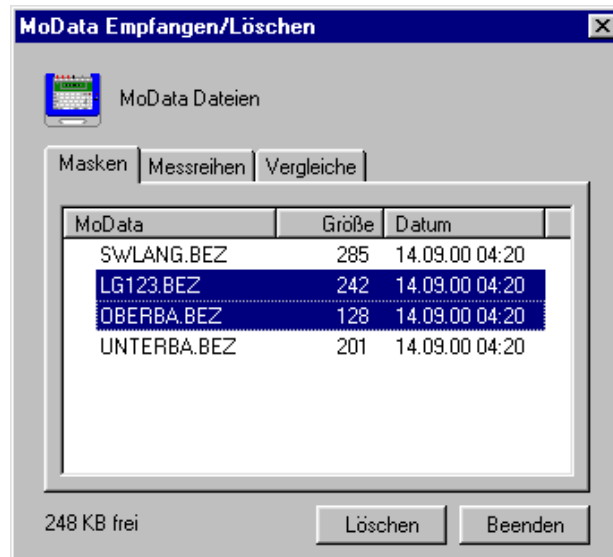 MoData Empfangen/Löschen
MoData Dateien
Masken Messreihen Vergleiche
MoData Größe Datum
SWLANG.BEZ 285 14.09.00 04:20
LG123.BEZ 242 14.09.00 04:20
OBERBA.BEZ 128 14.09.00 04:20
UNTERBA.BEZ 201 14.09.00 04:20
248 KB frei Löschen Beenden